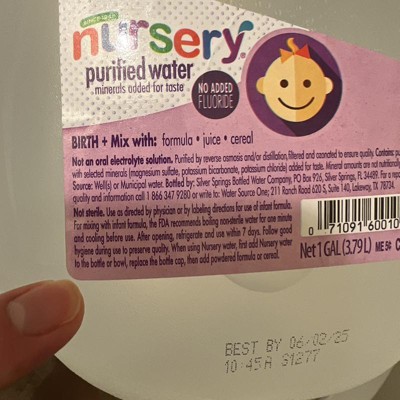 SINCE 1948
nursery®
purified water
minerals added for taste
NO ADDED
FLUORIDE
BIRTH + Mix with: formula • juice • cereal
Not an oral electrolyte solution. Purified by reverse osmosis and/or distillation, filtered and ozonated to ensure quality. Contains: pu
with selected minerals (magnesium sulfate, potassium bicarbonate, potassium chloride) added for taste. Mineral amounts are not nutritionally
Source: Well(s) or Municipal water. Bottled by: Silver Springs Bottled Water Company, PO Box 926, Silver Springs, FL 34489. For a rep
quality and information call 1 866 347 9280 or write to: Water Source One; 211 Ranch Road 620 S, Suite 140, Lakeway, TX 78734.
Not sterile. Use as directed by physician or by labeling directions for use of infant formula.
For mixing with infant formula, the FDA recommends boiling non-sterile water for one minute
and cooling before use. After opening, refrigerate and use within 7 days. Follow good
hygiene during use to preserve quality. When using Nursery water, first add Nursery water
to the bottle or bowl, replace the bottle cap, then add powdered formula or cereal.
0 71091 60010
Net 1 GAL (3.79 L) ME 5¢ C
BEST BY 06/02/25
10:45A S1277